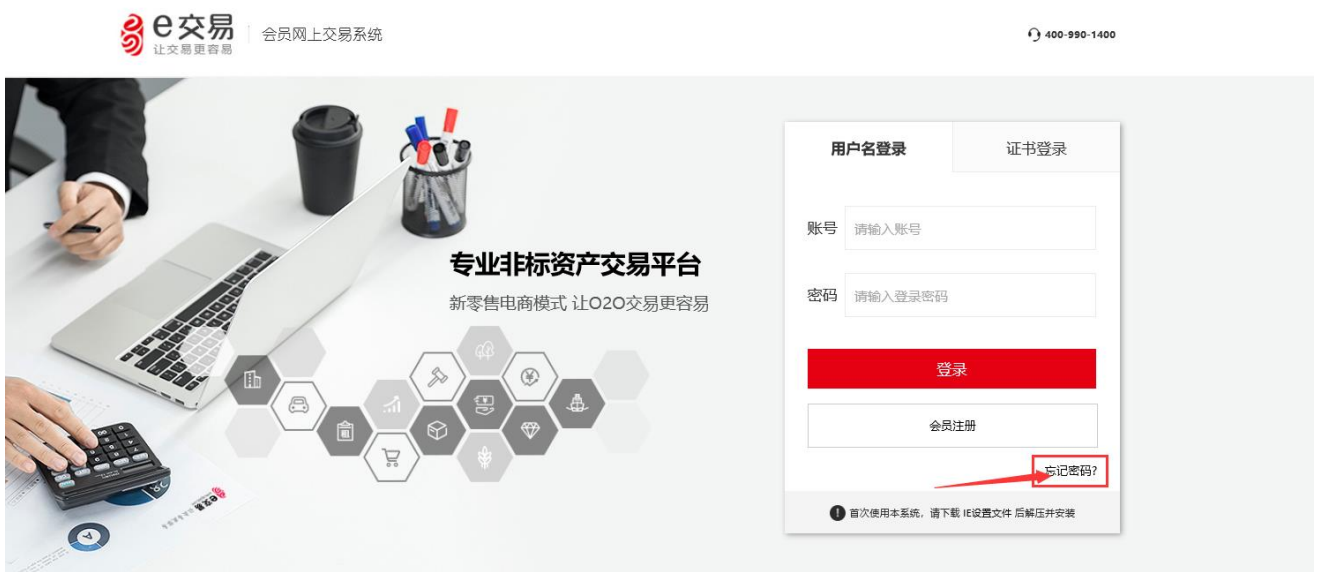 e交易
让交易更容易
会员网上交易系统
400-990-1400
用户名登录
证书登录
账号 请输入账号
密码 请输入登录密码
登录
会员注册
忘记密码?
首次使用本系统，请下载 IE设置文件 后解压并安装
专业非标资产交易平台
新零售电商模式 让O2O交易更容易
e交易